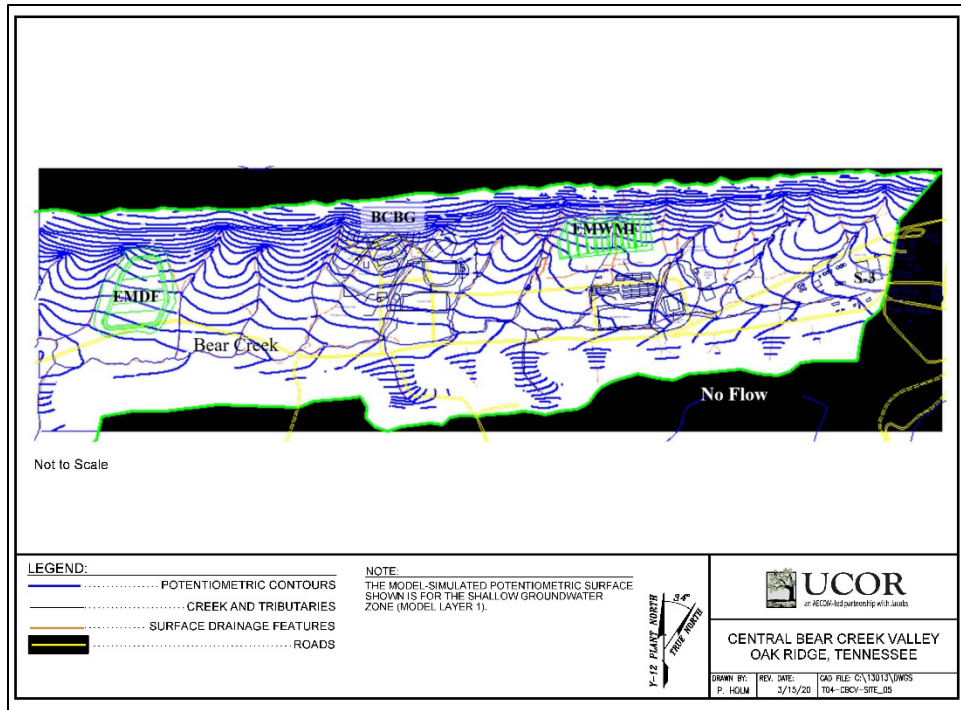 BCBG
EMWMF
S-3
EMDF
Bear Creek
No Flow
Not to Scale
LEGEND:
POTENTIOMETRIC CONTOURS
CREEK AND TRIBUTARIES
SURFACE DRAINAGE FEATURES
ROADS
NOTE:
THE MODEL-SIMULATED POTENTIOMETRIC SURFACE
SHOWN IS FOR THE SHALLOW GROUNDWATER
ZONE (MODEL LAYER 1).
34°
Y-12 PLANT NORTH
TRUE NORTH
UCOR
an AECOM-led partnership with Jacobs
CENTRAL BEAR CREEK VALLEY
OAK RIDGE, TENNESSEE
DRAWN BY: REV. DATE: CAD FILE: C:\13013\DWGS
P. HOLM 3/15/20 T04-CBCV-SITE_05